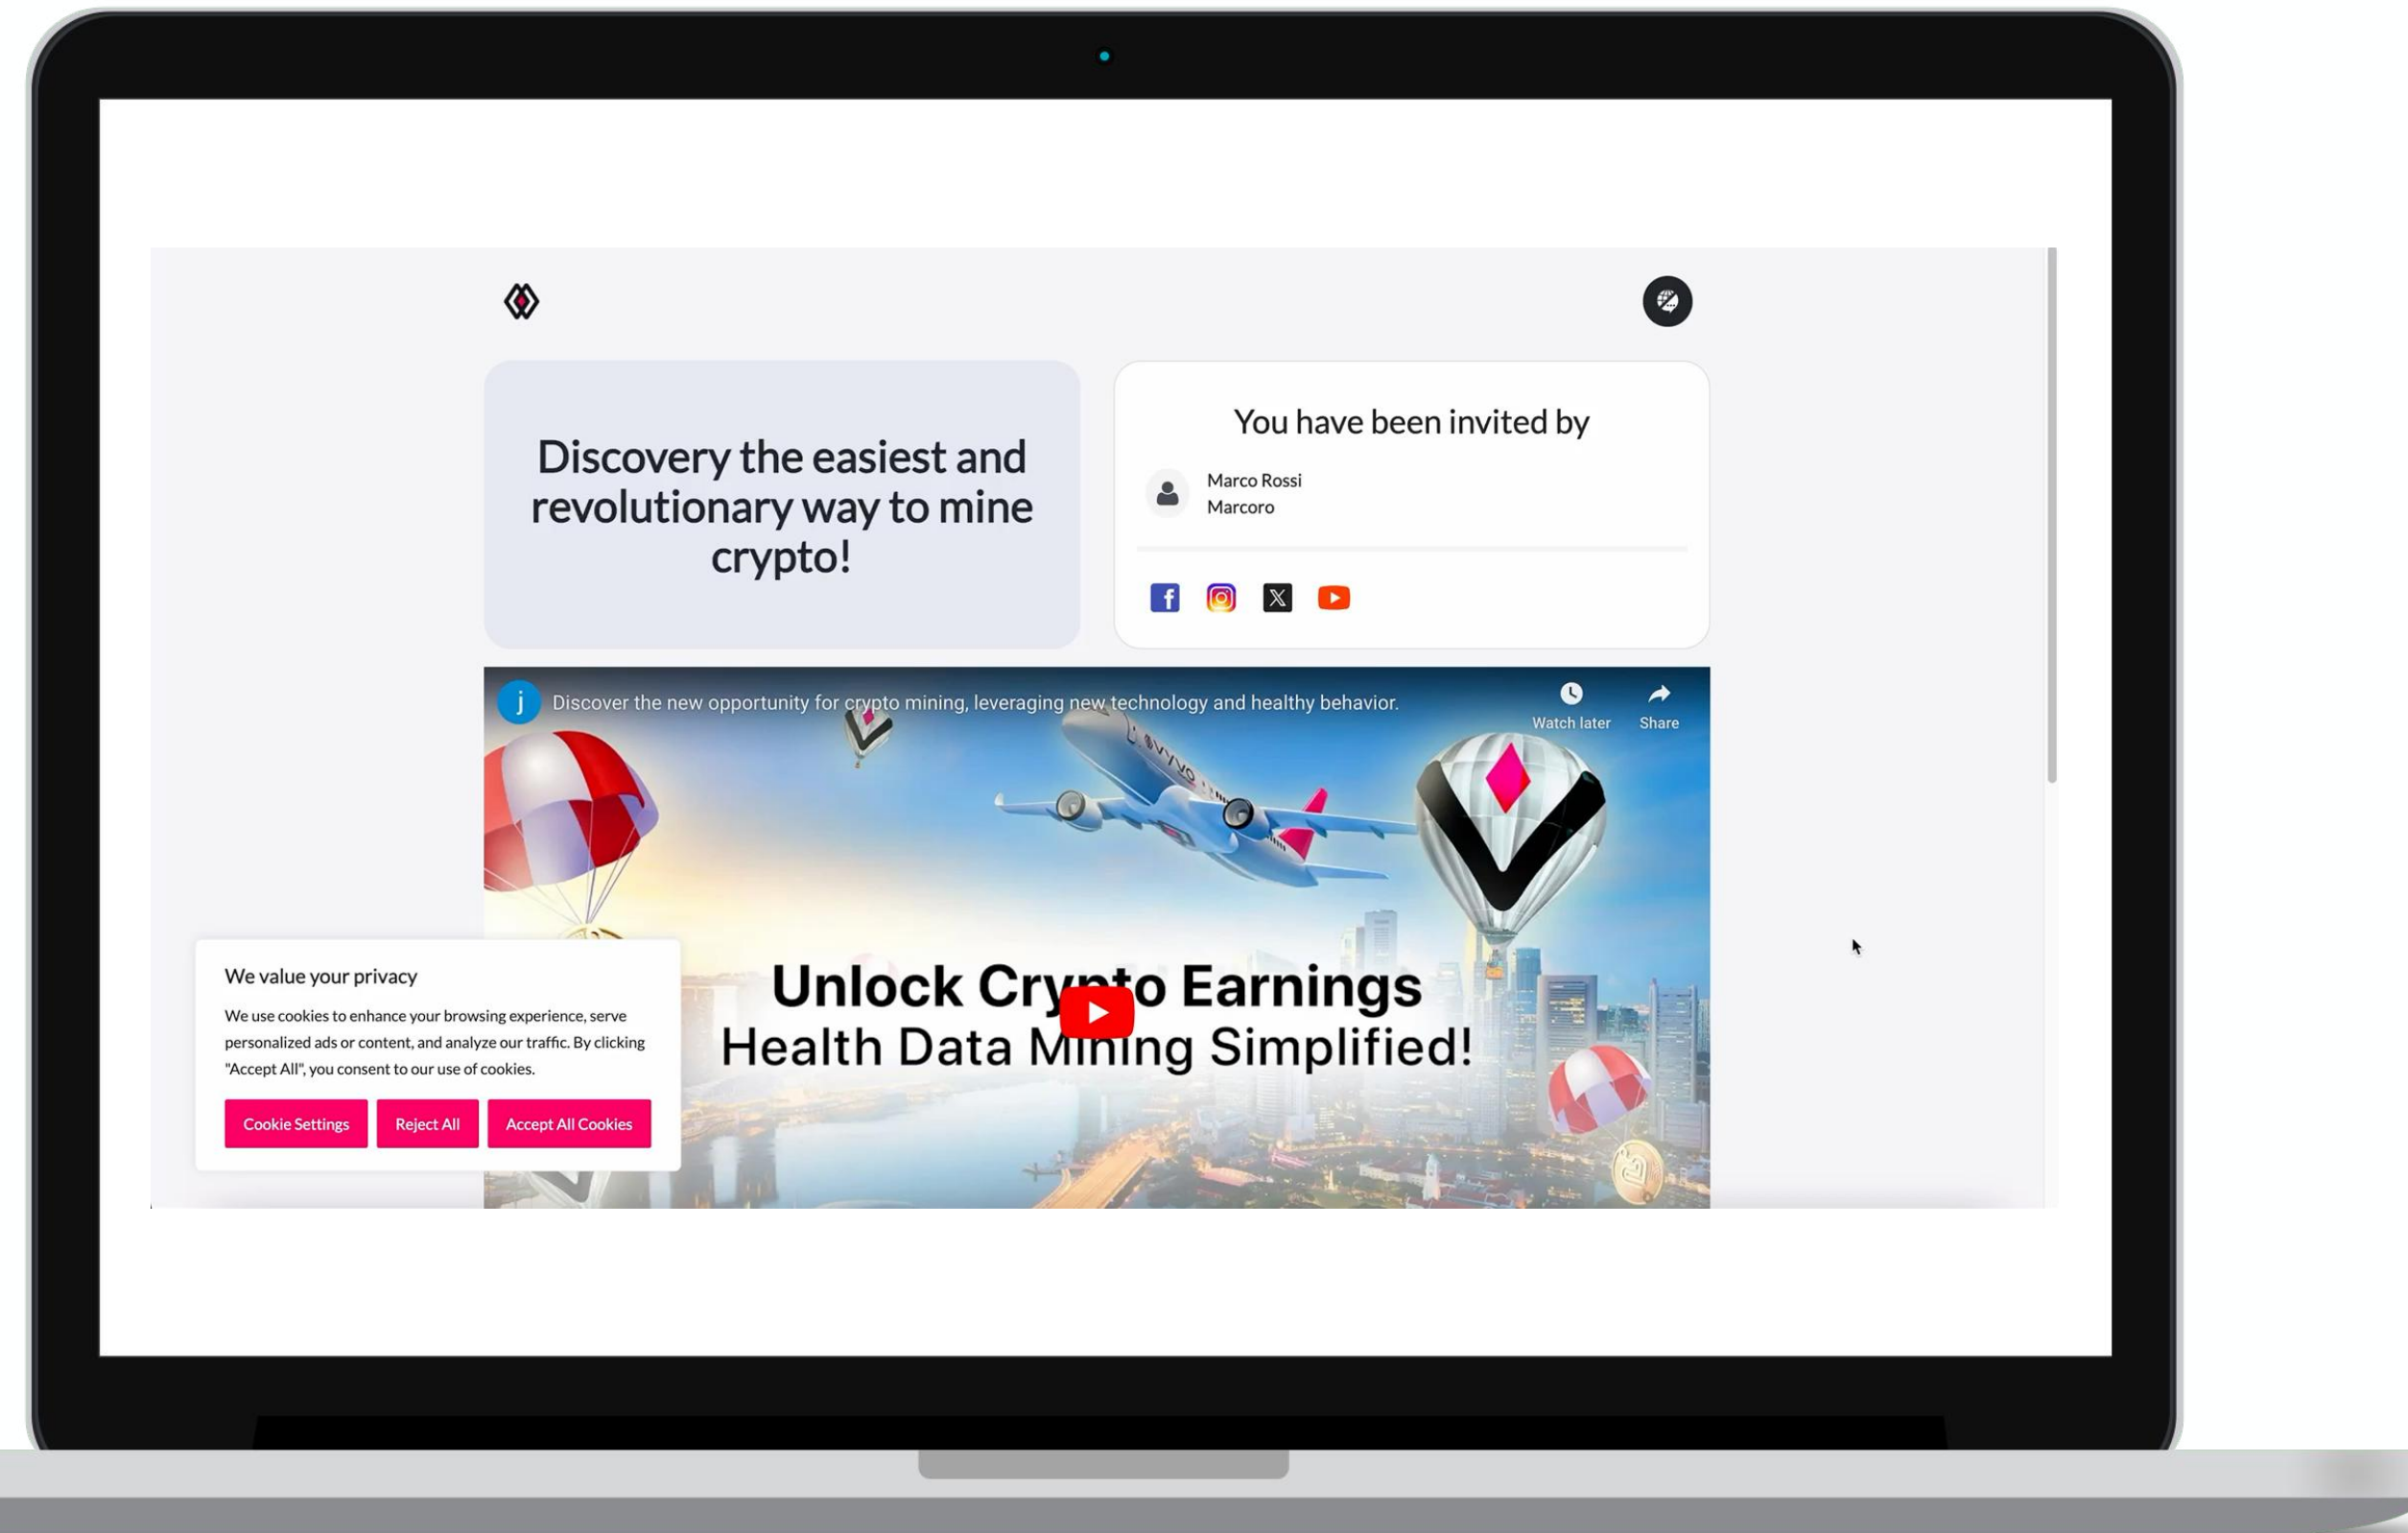 Discovery the easiest and
revolutionary way to mine
crypto!
You have been invited by
Marco Rossi
Marcoro
Discover the new opportunity for crypto mining, leveraging new technology and healthy behavior.
Watch later
Share
j
VYVO
Unlock Crypto Earnings
Health Data Mining Simplified!
We value your privacy
We use cookies to enhance your browsing experience, serve
personalized ads or content, and analyze our traffic. By clicking
"Accept All", you consent to our use of cookies.
Cookie Settings
Reject All
Accept All Cookies